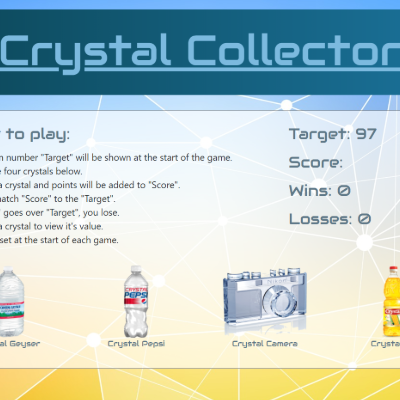 Crystal Collector
to play:
number "Target" will be shown at the start of the game.
four crystals below.
a crystal and points will be added to "Score".
"Score" to the "Target".
goes over "Target", you lose.
a crystal to view it's value.
set at the start of each game.
Target: 97
Score:
Wins: 0
Losses: 0
CRYSTAL
PEPSI
Geyser
Crystal Pepsi
Crystal Camera